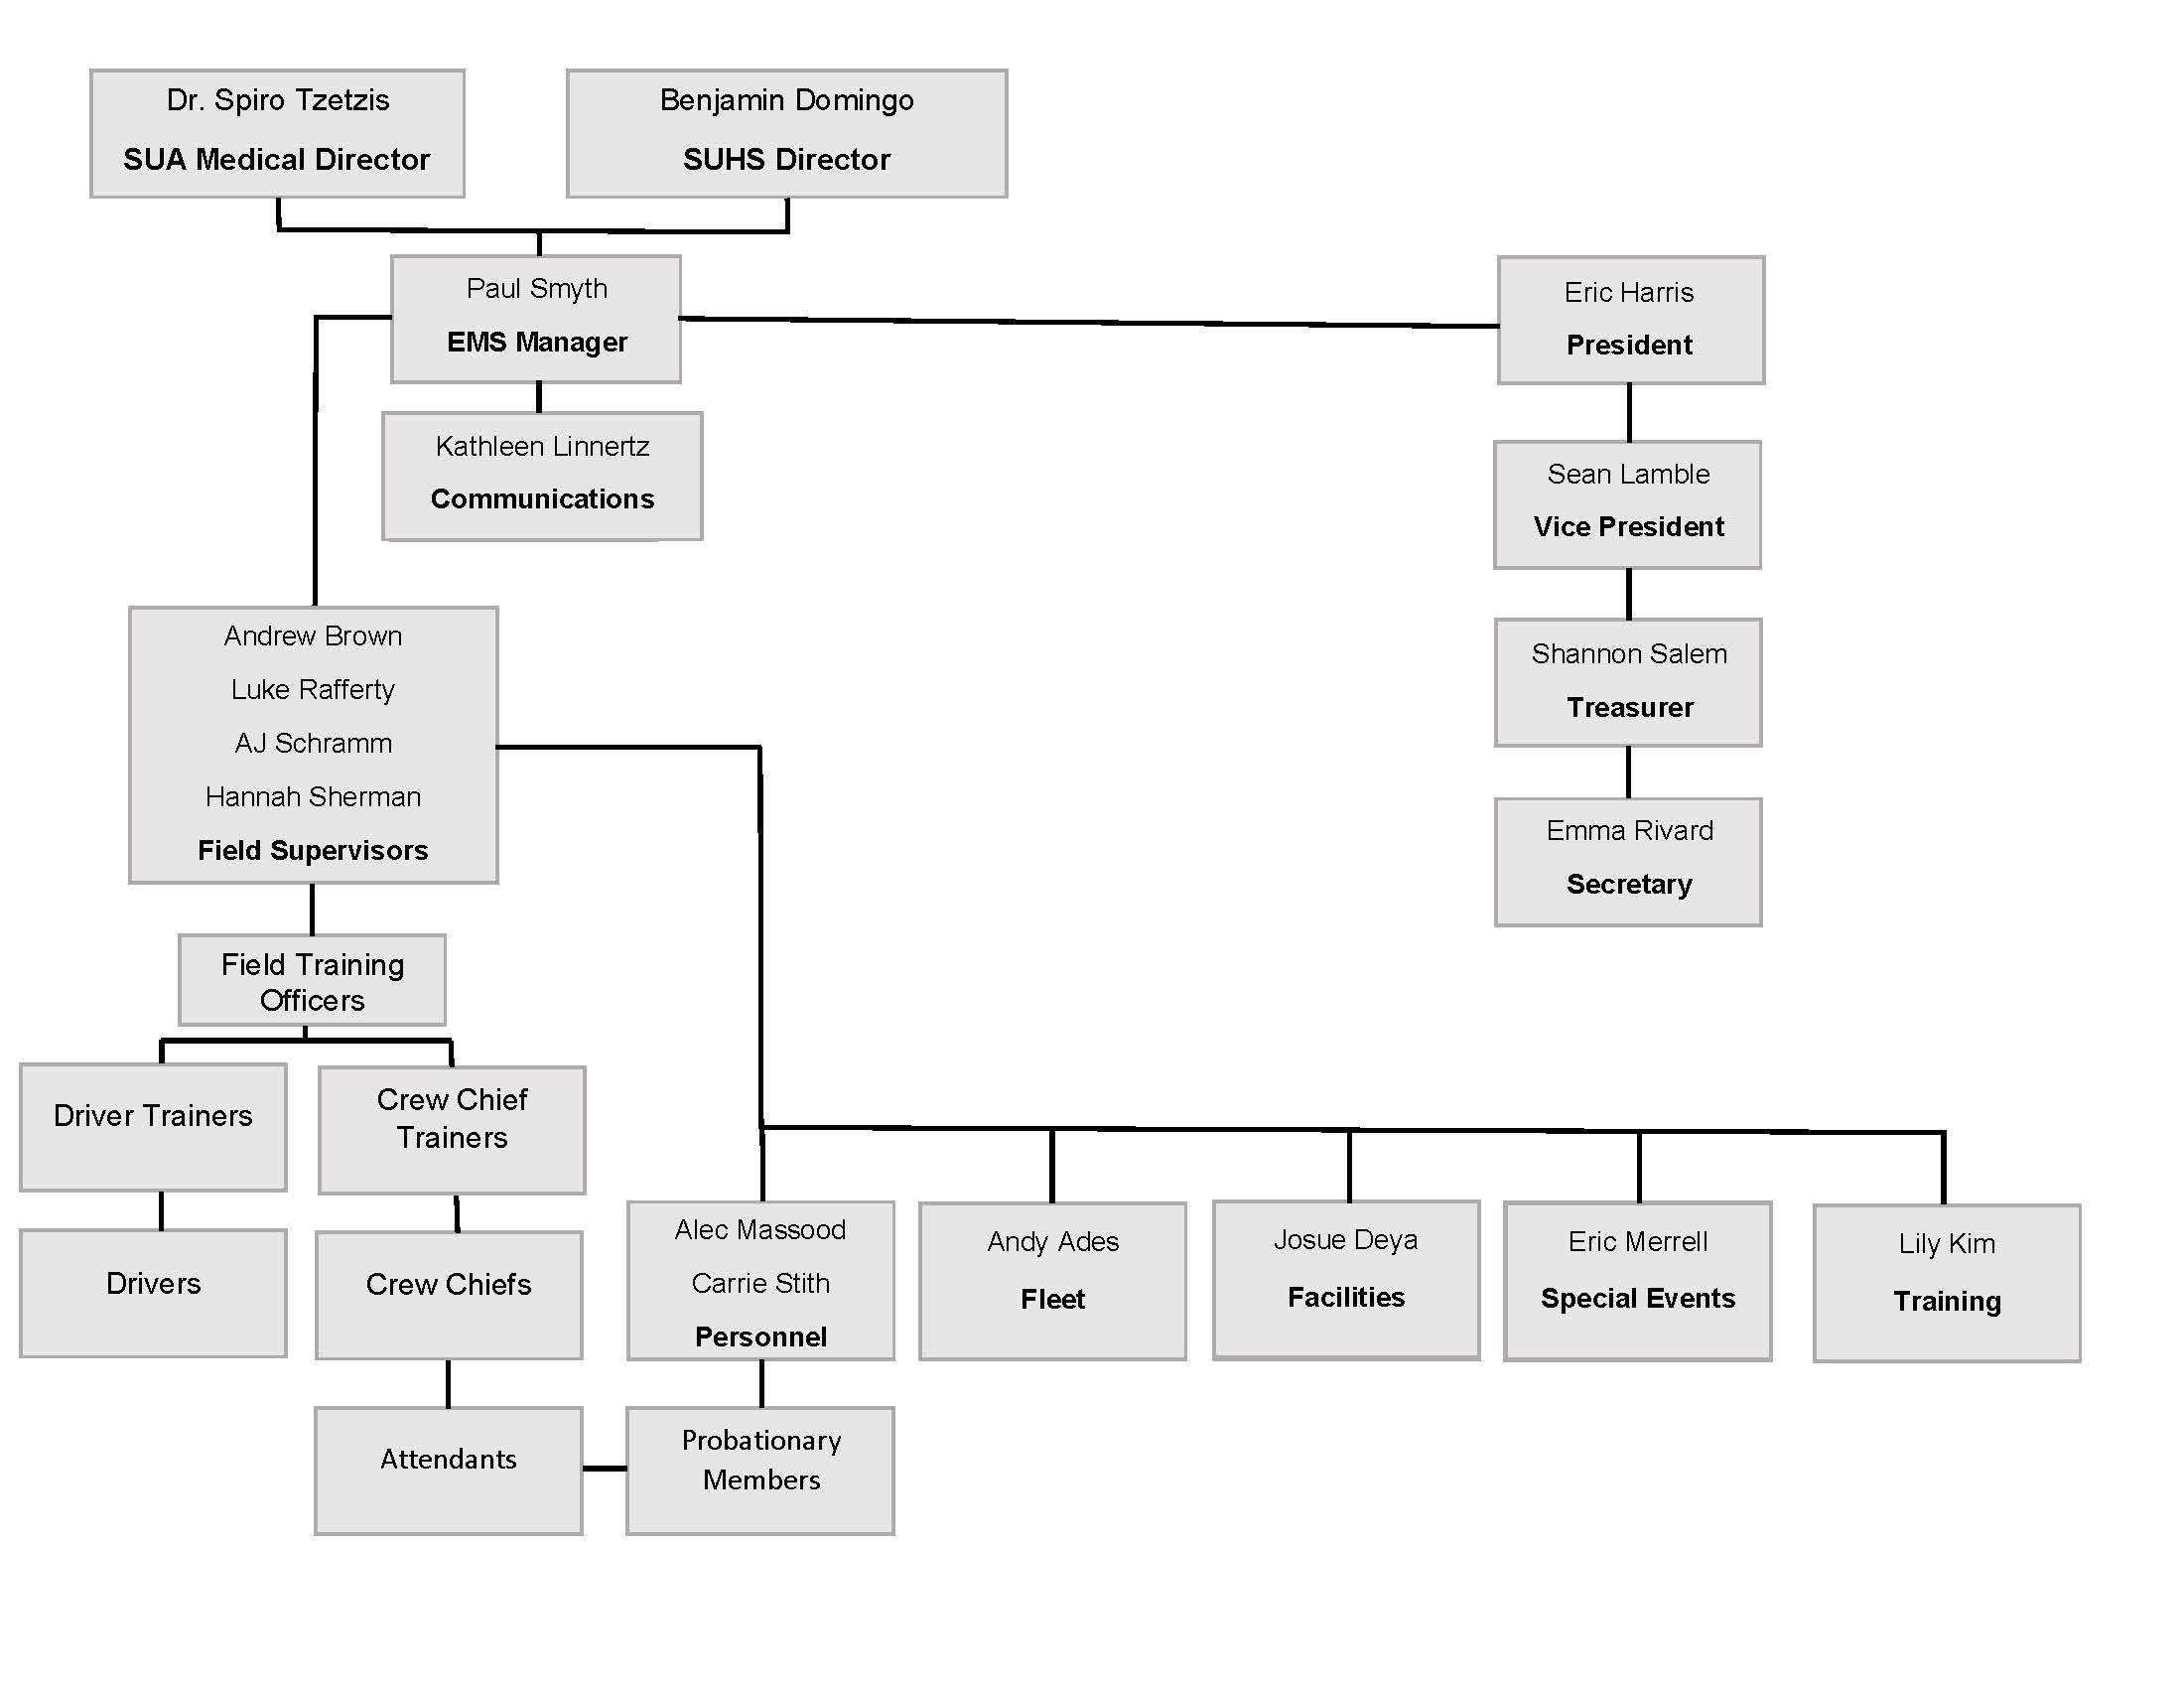 Dr. Spiro Tzetzis
SUA Medical Director
Benjamin Domingo
SUHS Director
Paul Smyth
EMS Manager
Eric Harris
President
Kathleen Linnertz
Communications
Sean Lamble
Vice President
Andrew Brown
Luke Rafferty
AJ Schramm
Hannah Sherman
Field Supervisors
Shannon Salem
Treasurer
Emma Rivard
Secretary
Field Training
Officers
Driver Trainers
Crew Chief
Trainers
Drivers
Crew Chiefs
Alec Massood
Carrie Stith
Personnel
Andy Ades
Fleet
Josue Deya
Facilities
Eric Merrell
Special Events
Lily Kim
Training
Attendants
Probationary
Members